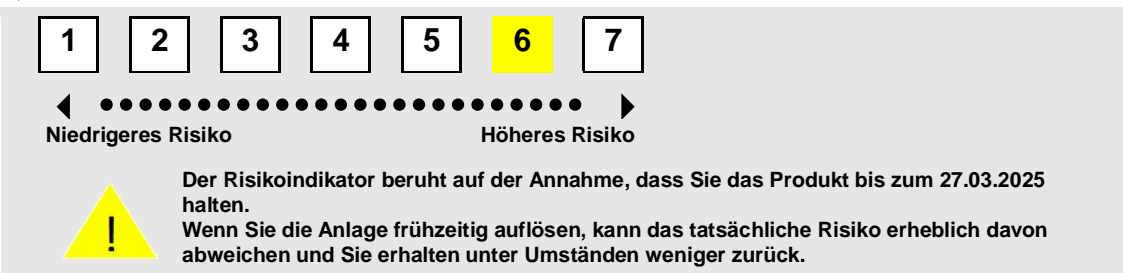 1 2 3 4 5 6 7
Niedrigeres Risiko Höheres Risiko
Der Risikoindikator beruht auf der Annahme, dass Sie das Produkt bis zum 27.03.2025
halten.
Wenn Sie die Anlage frühzeitig auflösen, kann das tatsächliche Risiko erheblich davon
! abweichen und Sie erhalten unter Umständen weniger zurück.